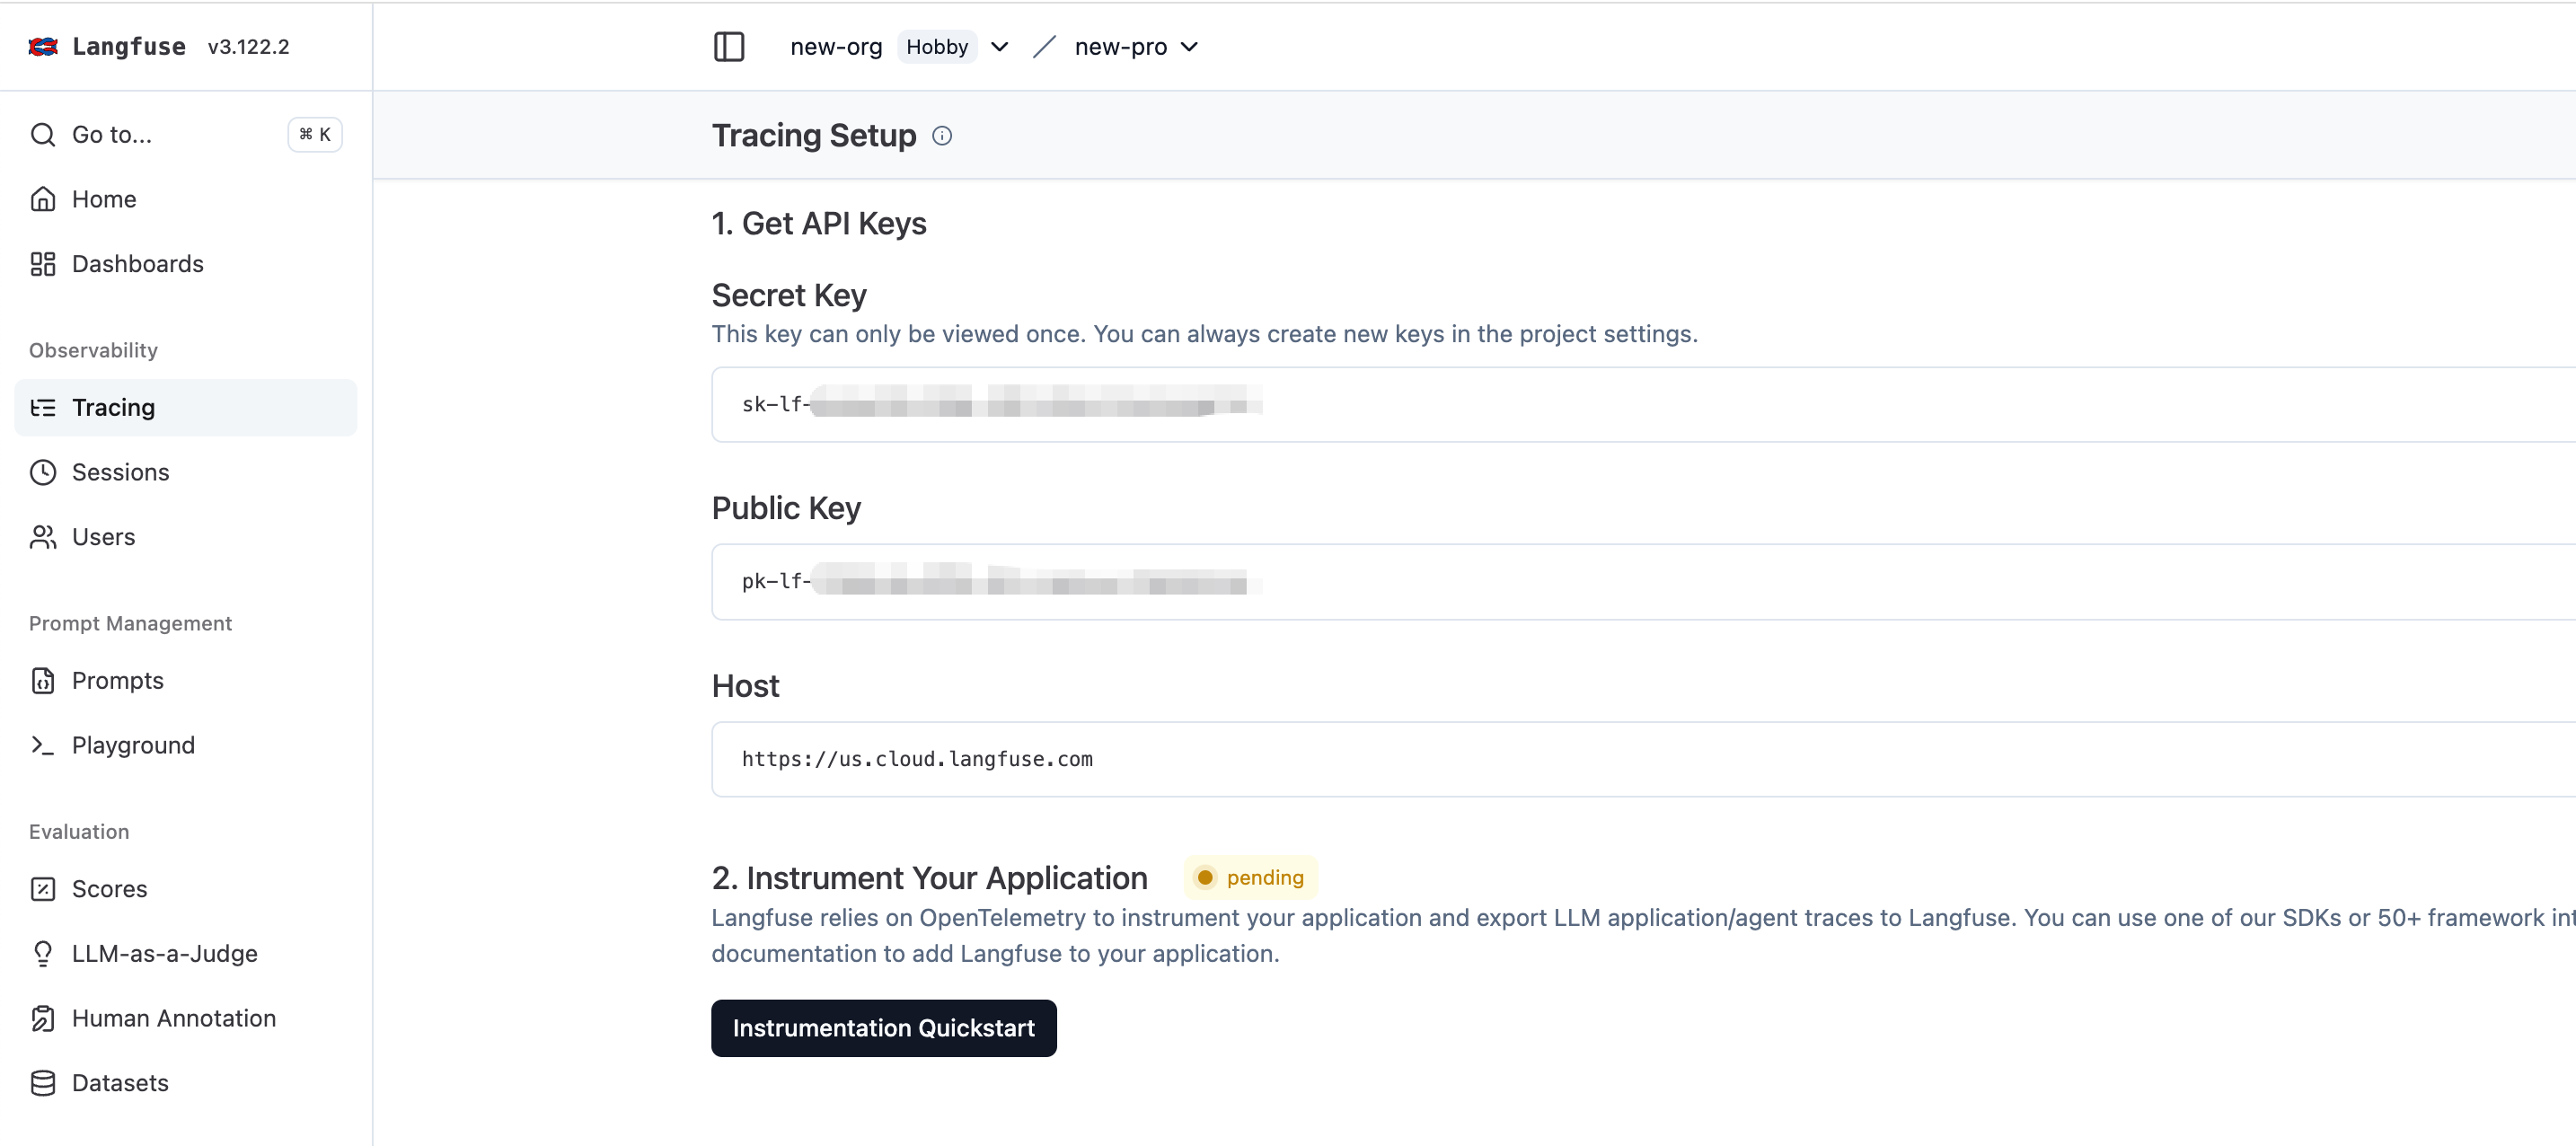 Langfuse v3.122.2
Go to... ⌘ K
Home
Dashboards
Observability
Tracing
Sessions
Users
Prompt Management
Prompts
Playground
Evaluation
Scores
LLM-as-a-Judge
Human Annotation
Datasets
new-org Hobby / new-pro
Tracing Setup
1. Get API Keys
Secret Key
This key can only be viewed once. You can always create new keys in the project settings.
sk-lf-
Public Key
pk-lf-
Host
https://us.cloud.langfuse.com
2. Instrument Your Application pending
Langfuse relies on OpenTelemetry to instrument your application and export LLM application/agent traces to Langfuse. You can use one of our SDKs or 50+ framework
documentation to add Langfuse to your application.
Instrumentation Quickstart